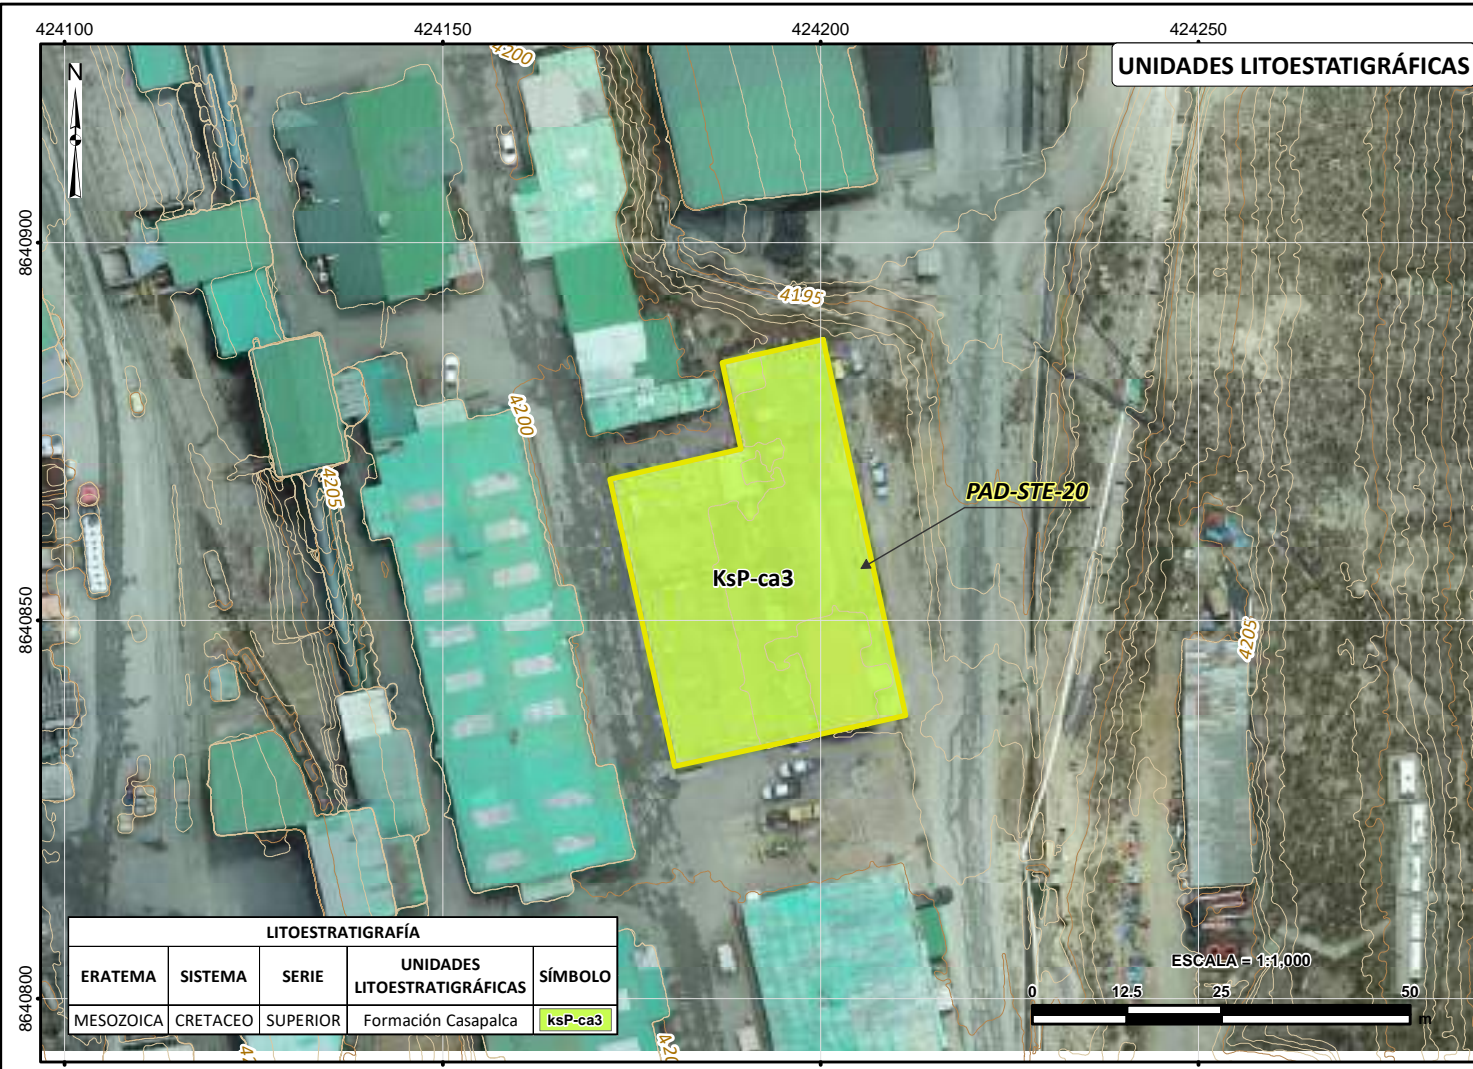 424100
424150
424200
424250
UNIDADES LITOESTATIGRÁFICAS
N
4200
8640900
4195
4200
4205
PAD-STE-20
KsP-ca3
8640850
4205
LITOESTRATIGRAFÍA
ERATEMA
SISTEMA
SERIE
UNIDADES
LITOESTRATIGRÁFICAS
SÍMBOLO
MESOZOICA
CRETACEO
SUPERIOR
Formación Casapalca
ksP-ca3
ESCALA = 1:1,000
0
12.5
25
50
m
8640800